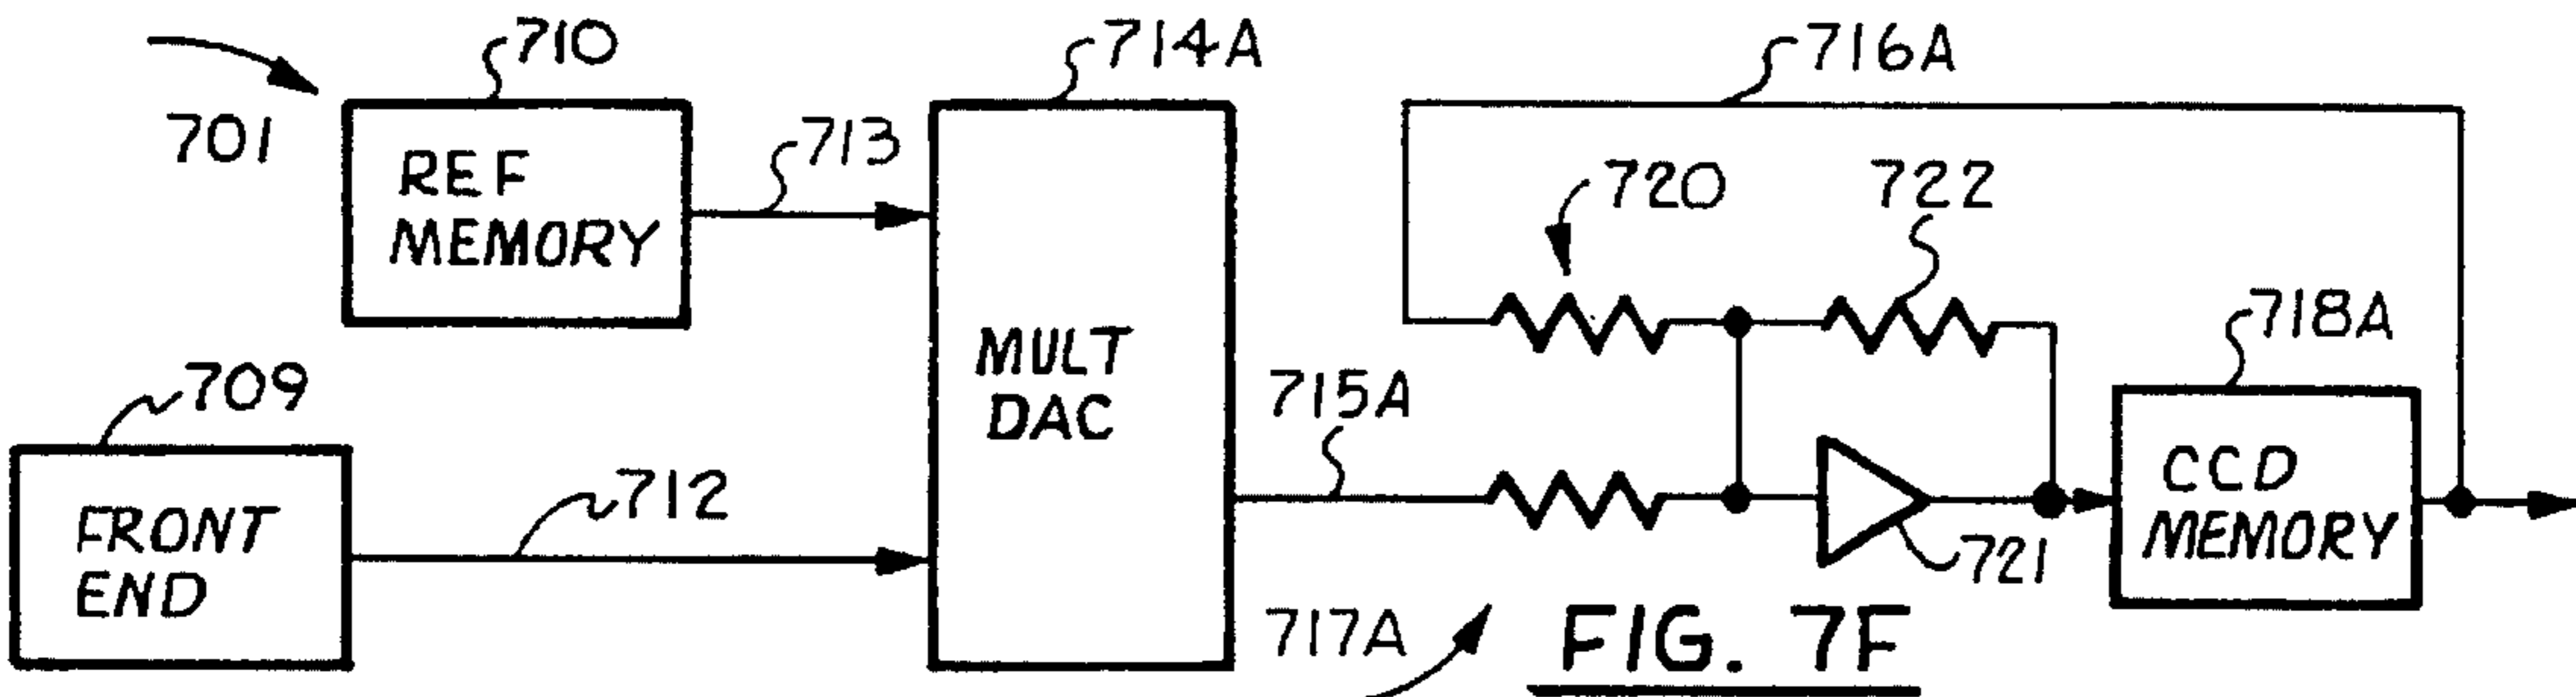 701
710
REF
MEMORY
713
714A
MULT
DAC
709
FRONT
END
712
715A
716A
720
722
721
717A
718A
CCD
MEMORY
FIG. 7F